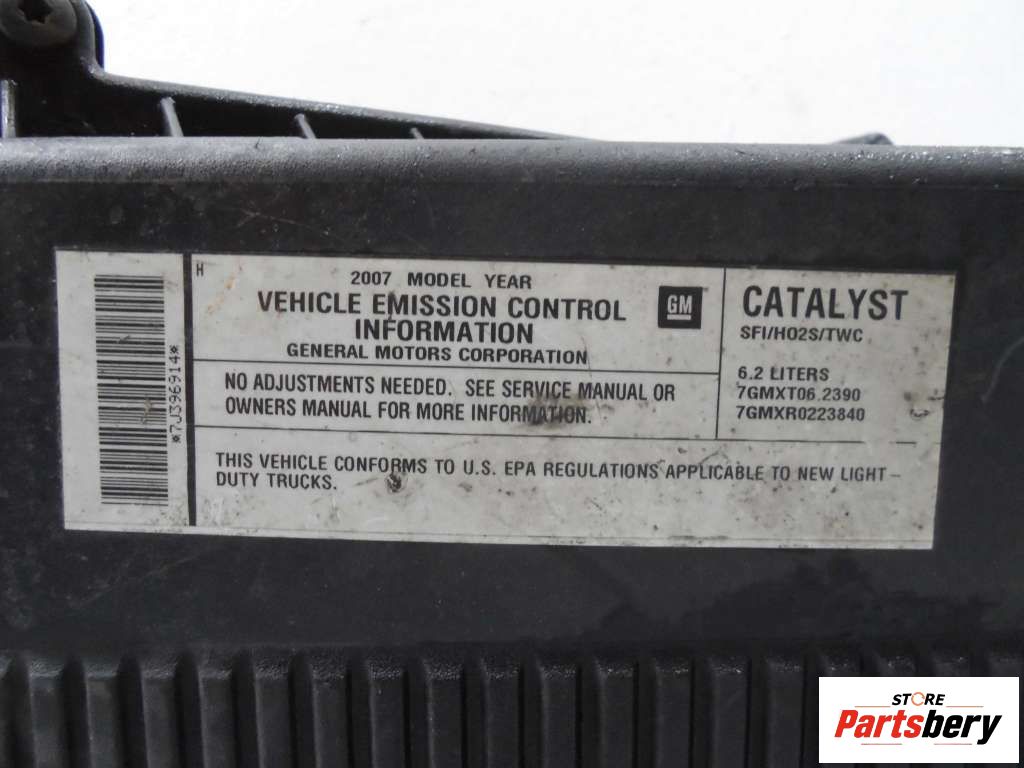 *7J396914*
H
2007 MODEL YEAR
VEHICLE EMISSION CONTROL
INFORMATION
GENERAL MOTORS CORPORATION
GM
NO ADJUSTMENTS NEEDED. SEE SERVICE MANUAL OR
OWNERS MANUAL FOR MORE INFORMATION.
CATALYST
SFI/HO2S/TWC
6.2 LITERS
7GMXT06.2390
7GMXR0223840
THIS VEHICLE CONFORMS TO U.S. EPA REGULATIONS APPLICABLE TO NEW LIGHT-
DUTY TRUCKS.
STORE
Partsbery